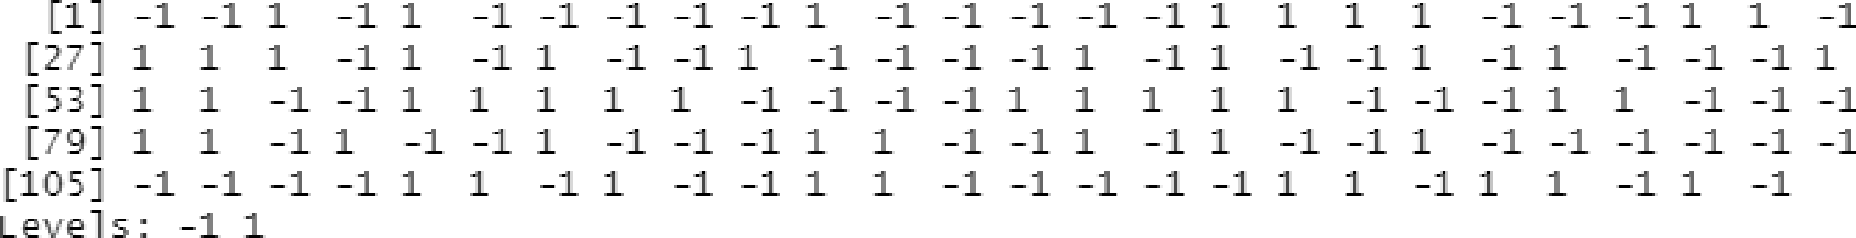 [1] -1 -1 1 -1 1 -1 -1 -1 -1 -1 1 -1 -1 -1 -1 -1 1 1 1 1 -1 -1 -1 1 1 -1
[27] 1 1 1 -1 1 -1 1 -1 -1 1 -1 -1 -1 -1 1 -1 1 -1 -1 1 -1 1 -1 -1 -1 1
[53] 1 1 -1 -1 1 1 1 1 1 -1 -1 -1 -1 1 1 1 1 1 -1 -1 -1 1 1 -1 -1 -1
[79] 1 1 -1 1 -1 -1 1 -1 -1 -1 1 1 -1 -1 1 -1 1 -1 -1 1 -1 -1 -1 -1 -1 -1
[105] -1 -1 -1 -1 1 1 -1 1 -1 -1 1 1 -1 -1 -1 -1 -1 1 1 -1 1 1 -1 1 -1
Levels: -1 1